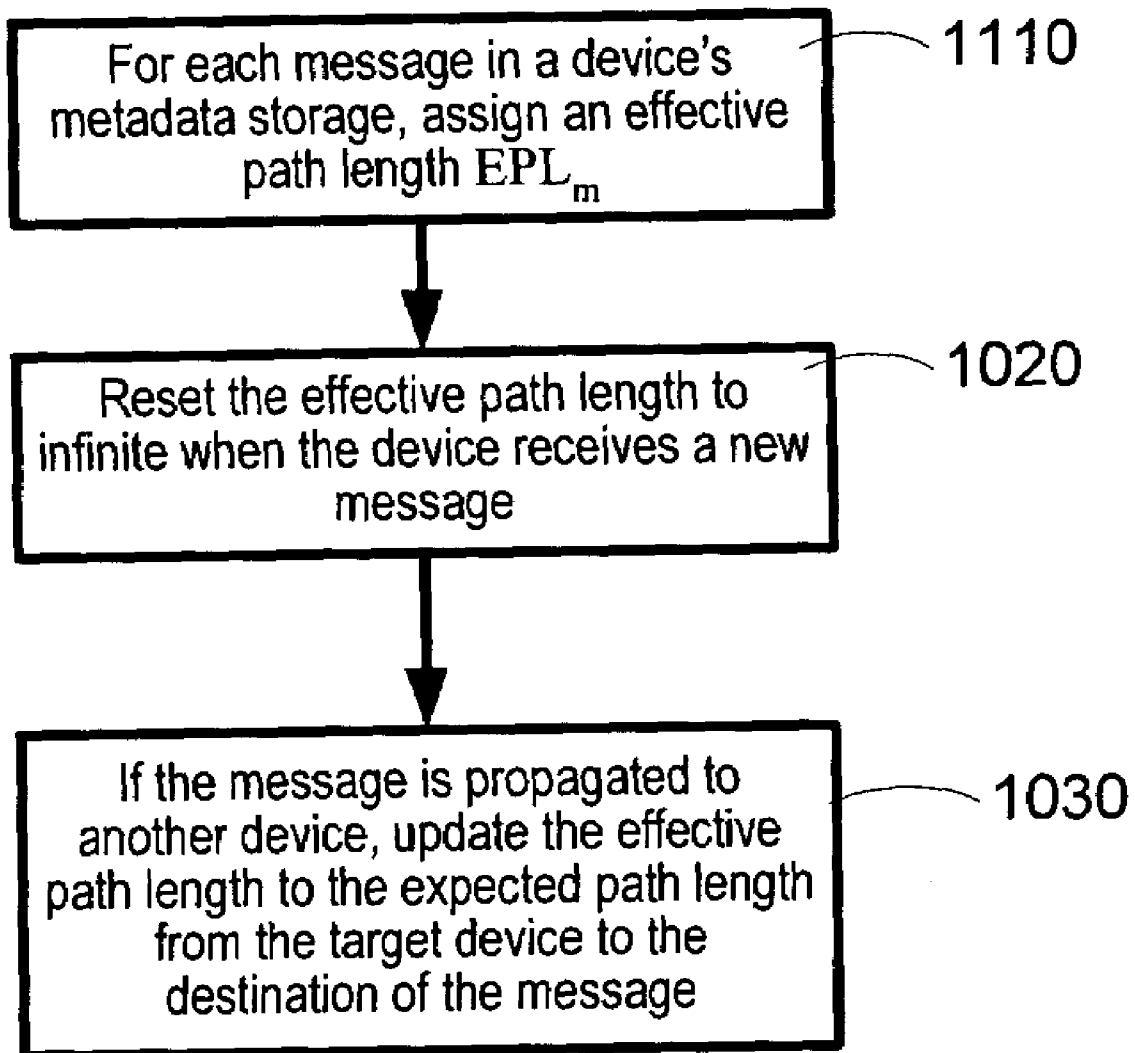 For each message in a device's
metadata storage, assign an effective
path length EPLm
1110
Reset the effective path length to
infinite when the device receives a new
message
1020
If the message is propagated to
another device, update the effective
path length to the expected path length
from the target device to the
destination of the message
1030